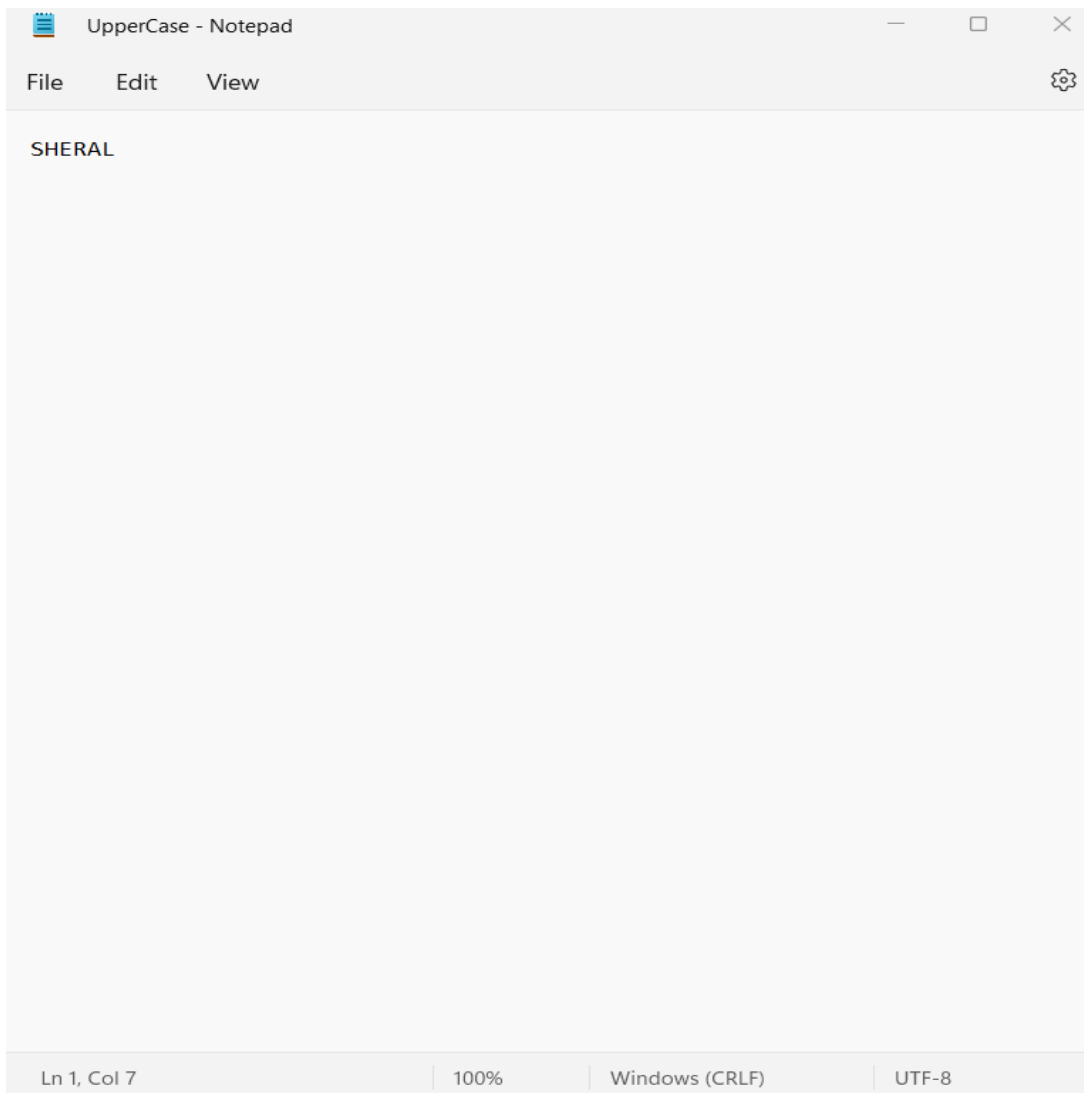 UpperCase - Notepad
File Edit View
SHERAL
Ln 1, Col 7 100% Windows (CRLF) UTF-8